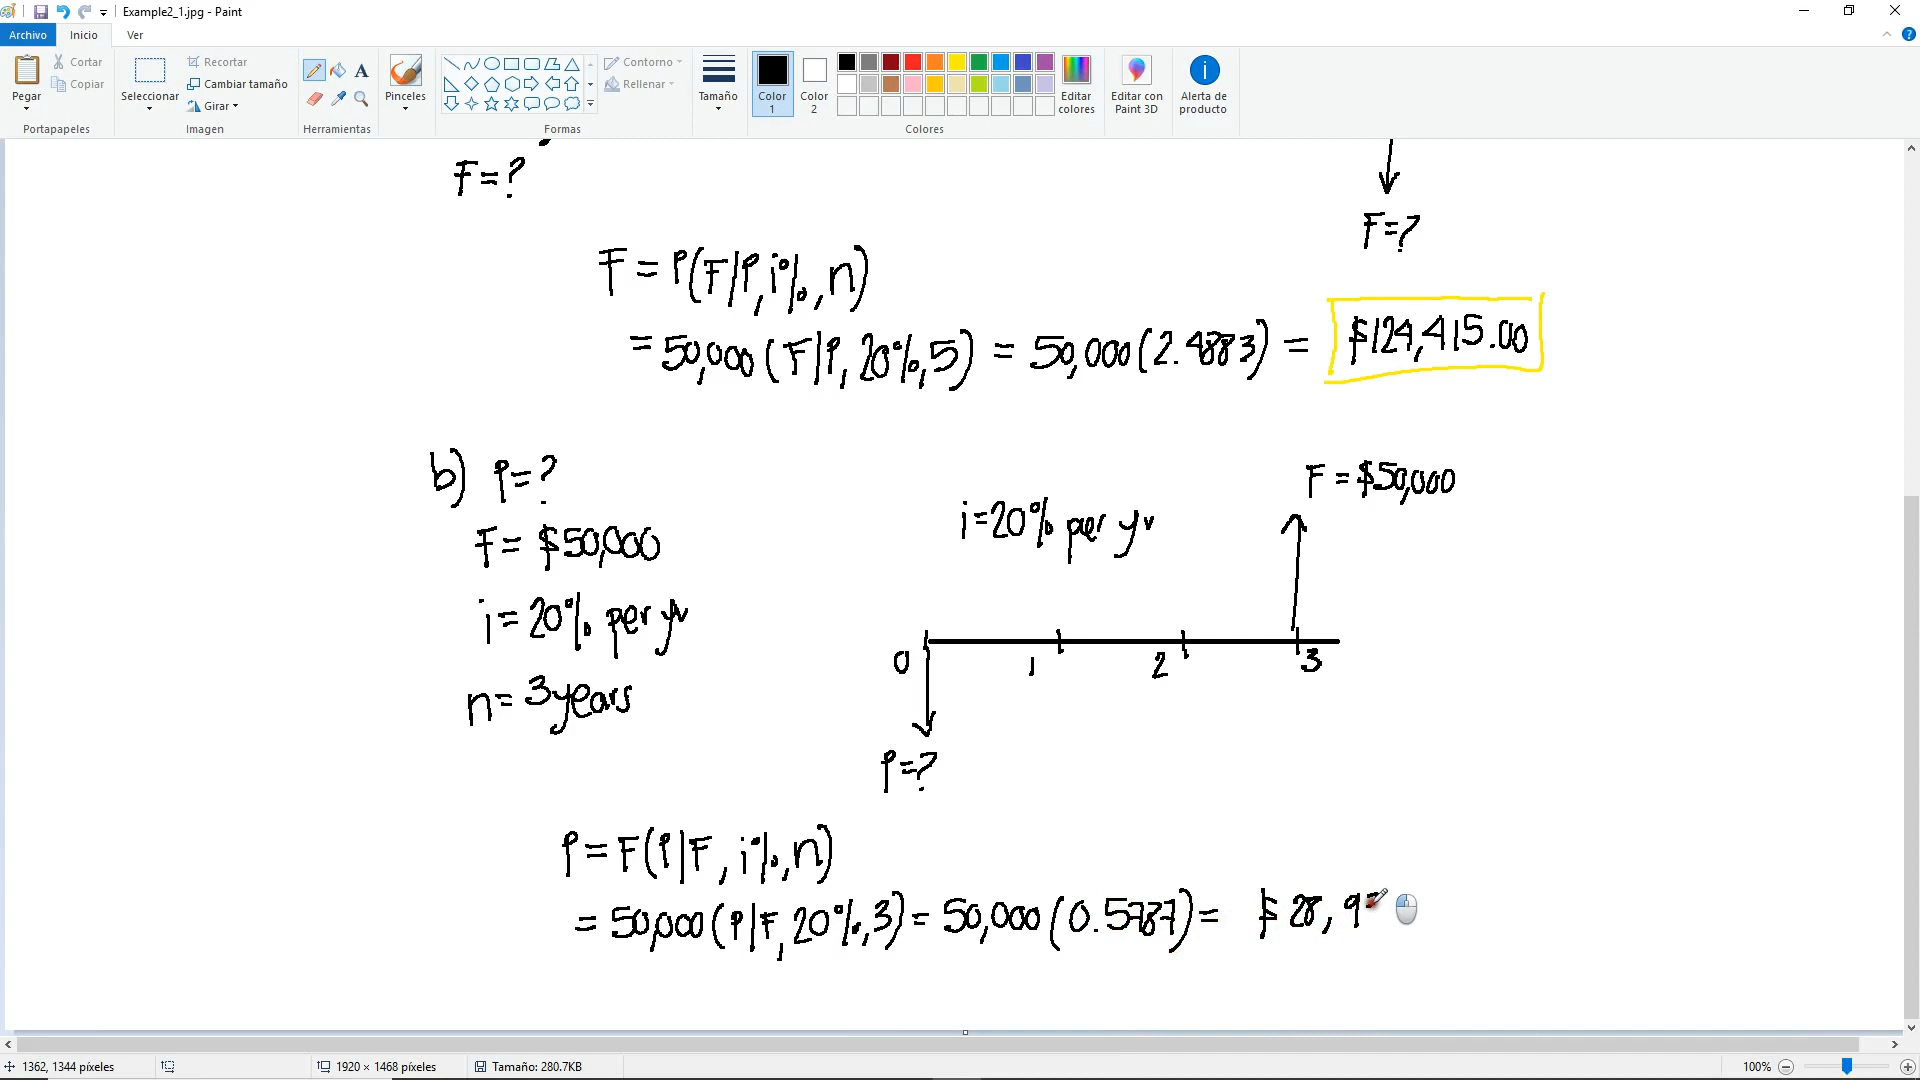 Example2_1.jpg - Paint
Archivo Inicio Ver
Pegar
Cortar
Copiar
Portapapeles
Seleccionar
Recortar
Cambiar tamaño
Girar
Imagen
A
Herramientas
Pinceles
Contorno
Rellenar
Formas
Tamaño
Color 1
Color 2
Editar colores
Colores
Editar con Paint 3D
Alerta de producto
F=?
F=?
F = P(F|P, i%, n)
= 50,000 (F|P, 20%, 5) = 50,000 (2.4883) = $124,415.00
b) P=?
F = $50,000
i = 20% per yr
n = 3 years
i=20% per yr
F = $50,000
0 1 2 3
P=?
P = F(P|F, i%, n)
= 50,000 (P|F, 20%, 3) = 50,000 (0.5787) = $ 28, 9
1362, 1344 píxeles
1920 × 1468 píxeles
Tamaño: 280.7KB
100%